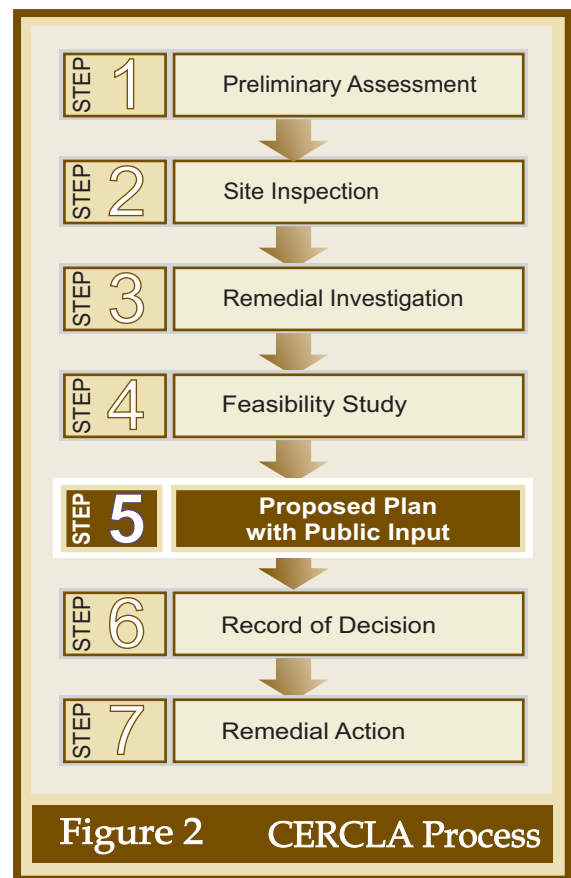 STEP 1 Preliminary Assessment
STEP 2 Site Inspection
STEP 3 Remedial Investigation
STEP 4 Feasibility Study
STEP 5 Proposed Plan
with Public Input
STEP 6 Record of Decision
STEP 7 Remedial Action
Figure 2 CERCLA Process